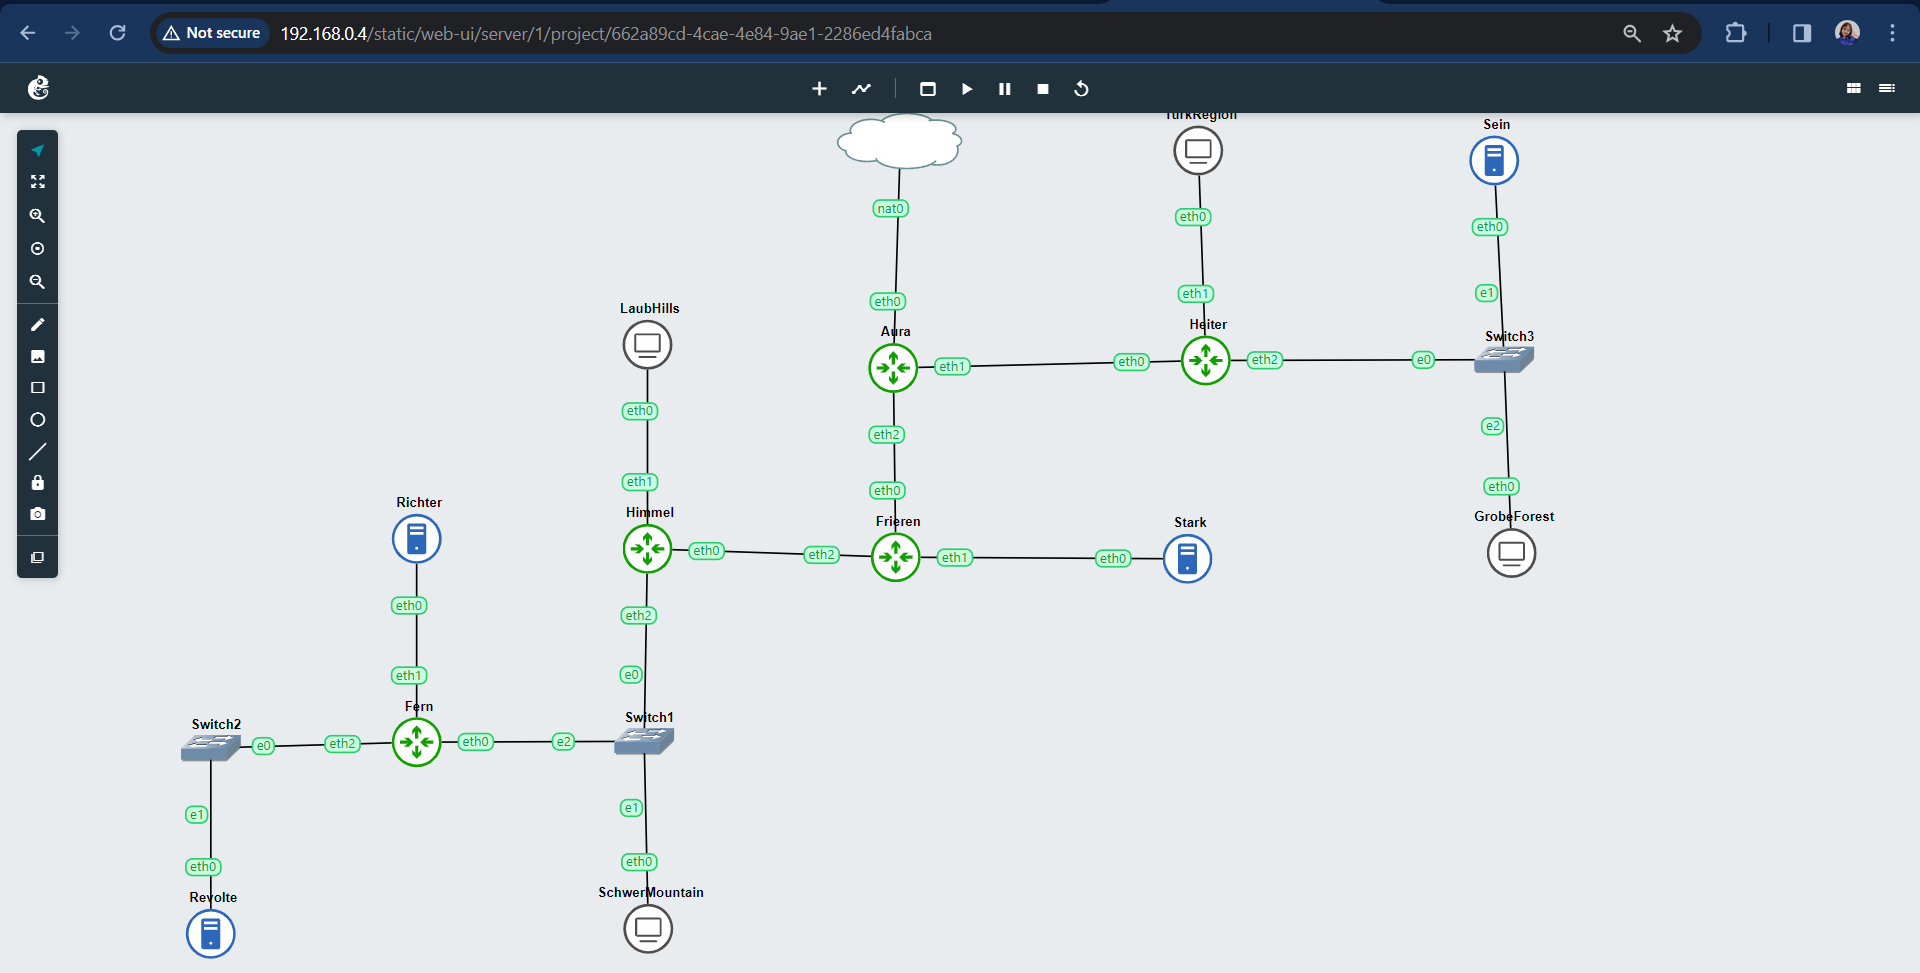 Not secure 192.168.0.4/static/web-ui/server/1/project/662a89cd-4cae-4e84-9ae1-2286ed4fabca
TurkRegion
Sein
nat0
eth0
eth0
eth0
eth1
e1
LaubHills
Aura
Heiter
Switch3
eth1
eth0
eth2
e0
eth0
eth2
e2
eth1
eth0
eth0
Richter
Himmel
Frieren
Stark
GrobeForest
eth0
eth2
eth1
eth0
eth0
eth2
eth1
e0
Fern
Switch1
Switch2
e0
eth2
eth0
e2
e1
e1
eth0
eth0
Revolte
SchwerMountain